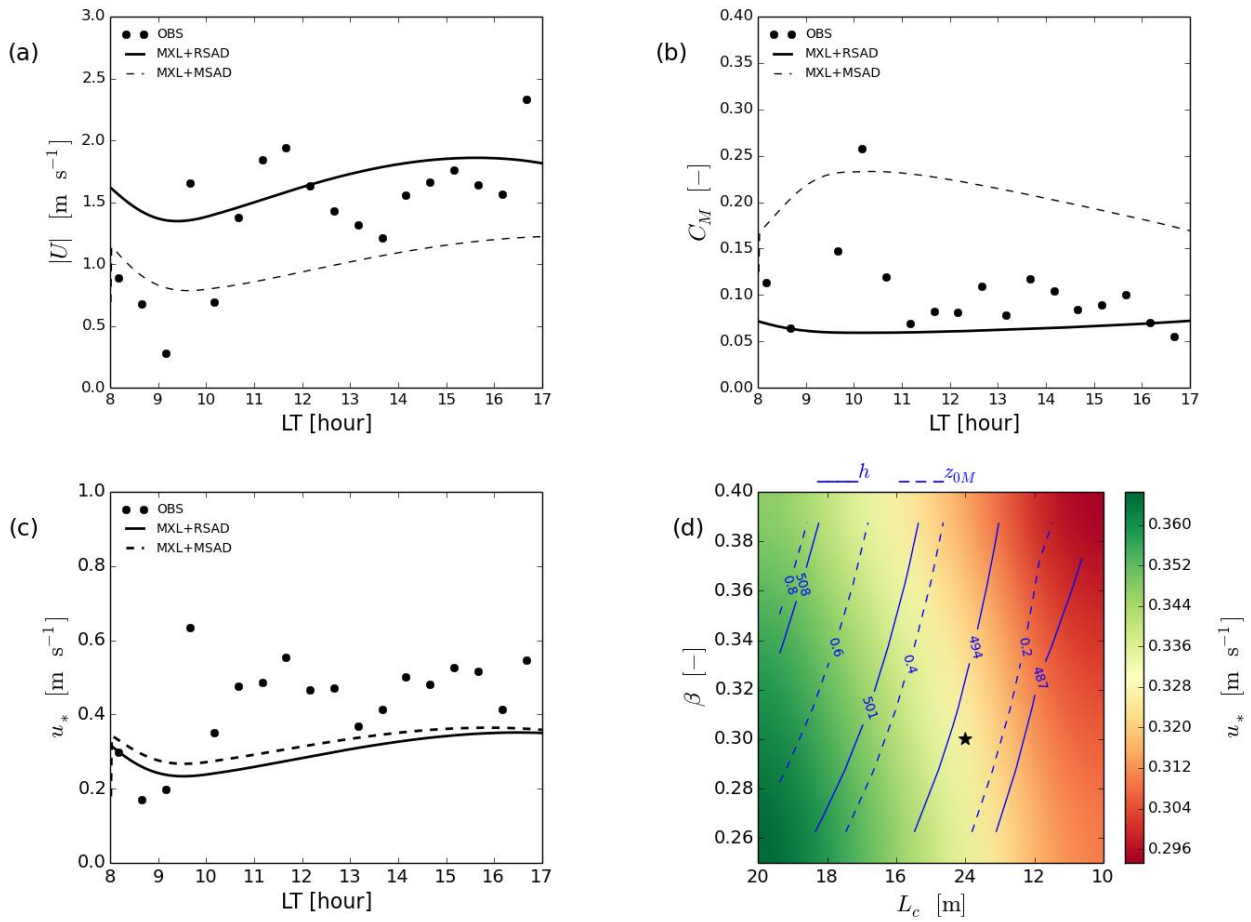 (a)
3.0
2.5
2.0
1.5
1.0
0.5
0.0
|U| [m s⁻¹]
OBS
MXL+RSAD
MXL+MSAD
8 9 10 11 12 13 14 15 16 17
LT [hour]
(b)
0.40
0.35
0.30
0.25
0.20
0.15
0.10
0.05
0.00
C_M [−]
OBS
MXL+RSAD
MXL+MSAD
8 9 10 11 12 13 14 15 16 17
LT [hour]
(c)
1.0
0.8
0.6
0.4
0.2
0.0
u_* [m s⁻¹]
OBS
MXL+RSAD
MXL+MSAD
8 9 10 11 12 13 14 15 16 17
LT [hour]
(d)
h z_{0M}
0.40
0.38
0.36
0.34
0.32
0.30
0.28
0.26
β [−]
508
0.8
0.6
501
0.4
494
0.2
487
20 18 16 24 12 10
L_c [m]
0.360
0.352
0.344
0.336
0.328
0.320
0.312
0.304
0.296
u_* [m s⁻¹]